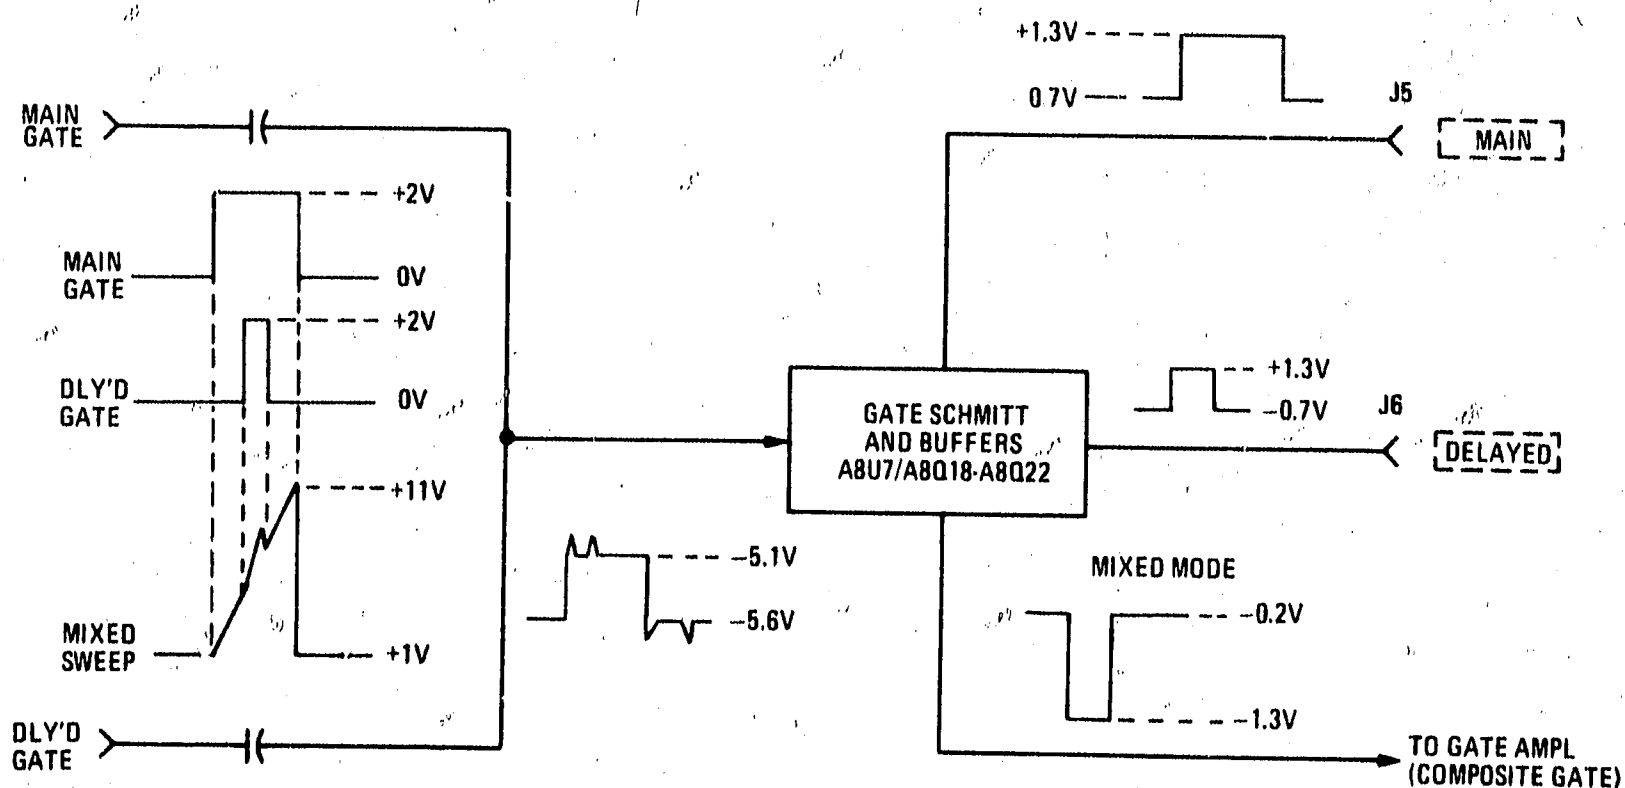 MAIN
GATE
+2V
MAIN
GATE
0V
+2V
DLY'D
GATE
0V
+11V
MIXED
SWEEP
+1V
DLY'D
GATE
-5.1V
-5.6V
GATE SCHMITT
AND BUFFERS
A8U7/A8Q18-A8Q22
+1.3V
0.7V
J5
MAIN
+1.3V
-0.7V
J6
DELAYED
MIXED MODE
-0.2V
-1.3V
TO GATE AMPL
(COMPOSITE GATE)